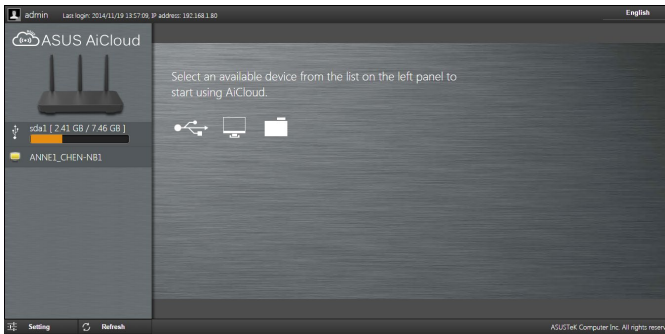 admin Last login: 2014/11/19 13:57:09, IP address: 192.168.1.80 English
ASUS AiCloud
Select an available device from the list on the left panel to
start using AiCloud.
sda1 [ 2.41 GB / 7.46 GB ]
ANNE1_CHEN-NB1
Setting Refresh ASUSTeK Computer Inc. All rights reserv